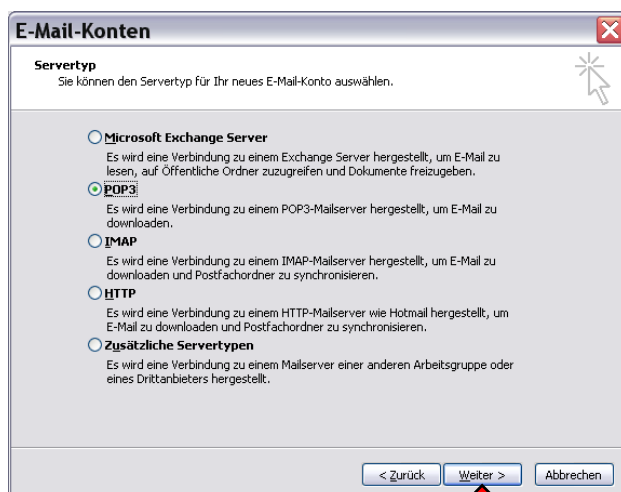 E-Mail-Konten
Servertyp
Sie können den Servertyp für Ihr neues E-Mail-Konto auswählen.
Microsoft Exchange Server
Es wird eine Verbindung zu einem Exchange Server hergestellt, um E-Mail zu
lesen, auf Öffentliche Ordner zuzugreifen und Dokumente freizugeben.
POP3
Es wird eine Verbindung zu einem POP3-Mailserver hergestellt, um E-Mail zu
downloaden.
IMAP
Es wird eine Verbindung zu einem IMAP-Mailserver hergestellt, um E-Mail zu
downloaden und Postfachordner zu synchronisieren.
HTTP
Es wird eine Verbindung zu einem HTTP-Mailserver wie Hotmail hergestellt, um
E-Mail zu downloaden und Postfachordner zu synchronisieren.
Zusätzliche Servertypen
Es wird eine Verbindung zu einem Mailserver einer anderen Arbeitsgruppe oder
eines Drittanbieters hergestellt.
< Zurück Weiter > Abbrechen